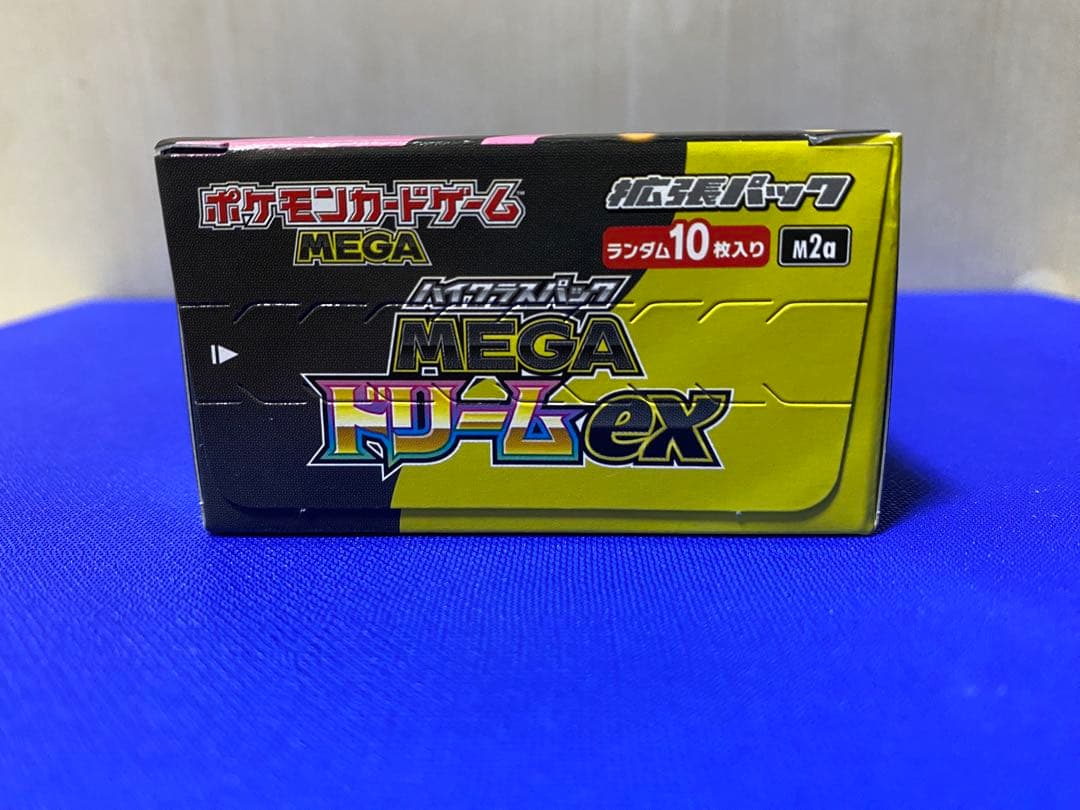 ポケモンカードゲーム™
MEGA
拡張パック
ランダム10枚入り
M2a
ハイクラスパック
MEGA
ドリームex